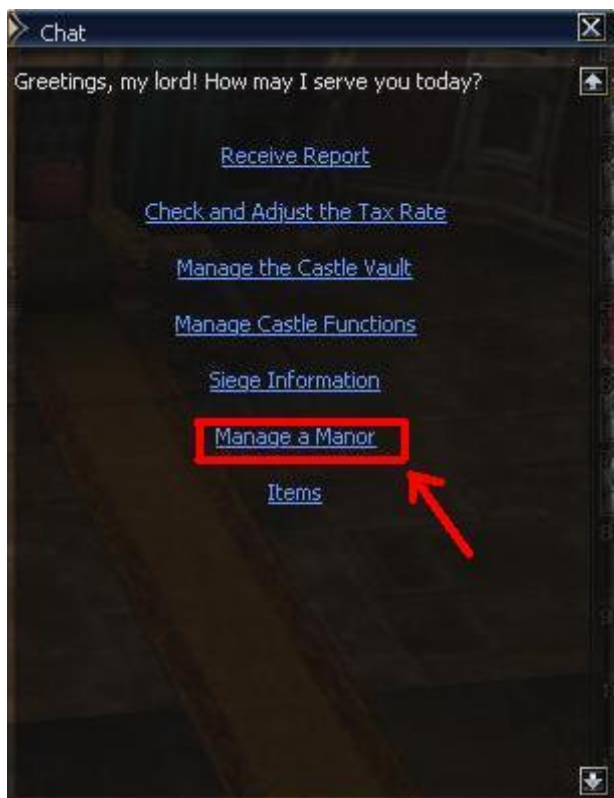 Chat
Greetings, my lord! How may I serve you today?
Receive Report
Check and Adjust the Tax Rate
Manage the Castle Vault
Manage Castle Functions
Siege Information
Manage a Manor
Items